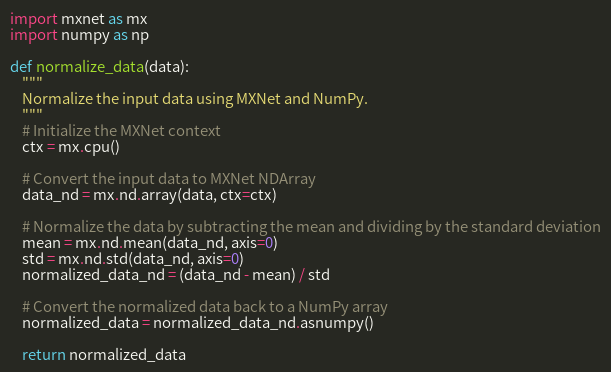 import mxnet as mx
import numpy as np
def normalize_data(data):
"""
Normalize the input data using MXNet and NumPy.
"""
# Initialize the MXNet context
ctx = mx.cpu()
# Convert the input data to MXNet NDArray
data_nd = mx.nd.array(data, ctx=ctx)
# Normalize the data by subtracting the mean and dividing by the standard deviation
mean = mx.nd.mean(data_nd, axis=0)
std = mx.nd.std(data_nd, axis=0)
normalized_data_nd = (data_nd - mean) / std
# Convert the normalized data back to a NumPy array
normalized_data = normalized_data_nd.asnumpy()
return normalized_data